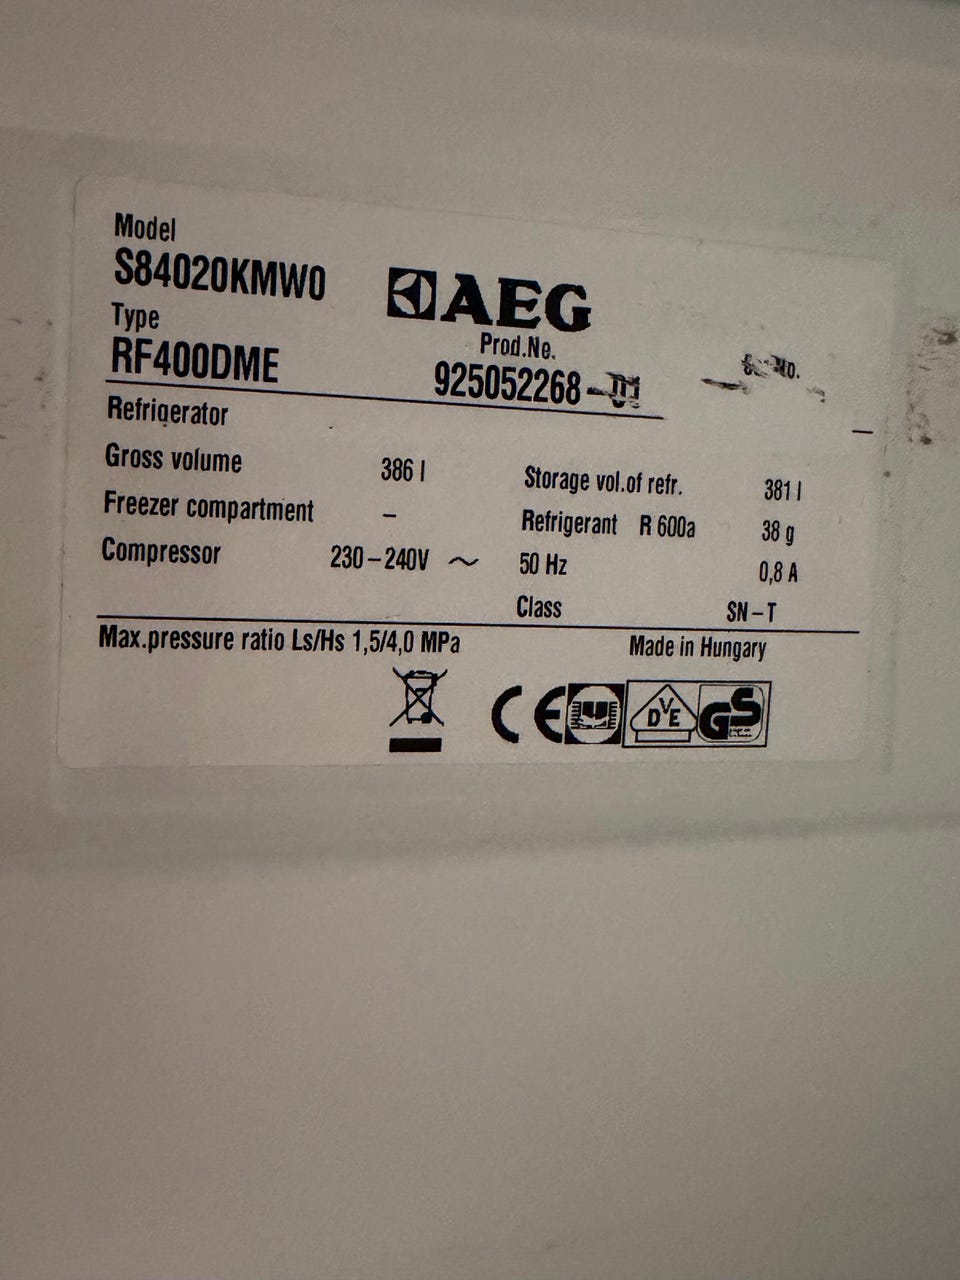 Model
S84020KMW0
AEG
Type
Prod.Ne.
RF400DME
925052268
No.
Refrigerator
–
Gross volume 386 l
Storage vol.of refr. 381 l
Freezer compartment –
Refrigerant R 600a 38 g
Compressor 230–240V ~ 50 Hz 0,8 A
Class SN–T
Max.pressure ratio Ls/Hs 1,5/4,0 MPa
Made in Hungary
CE DVE GS